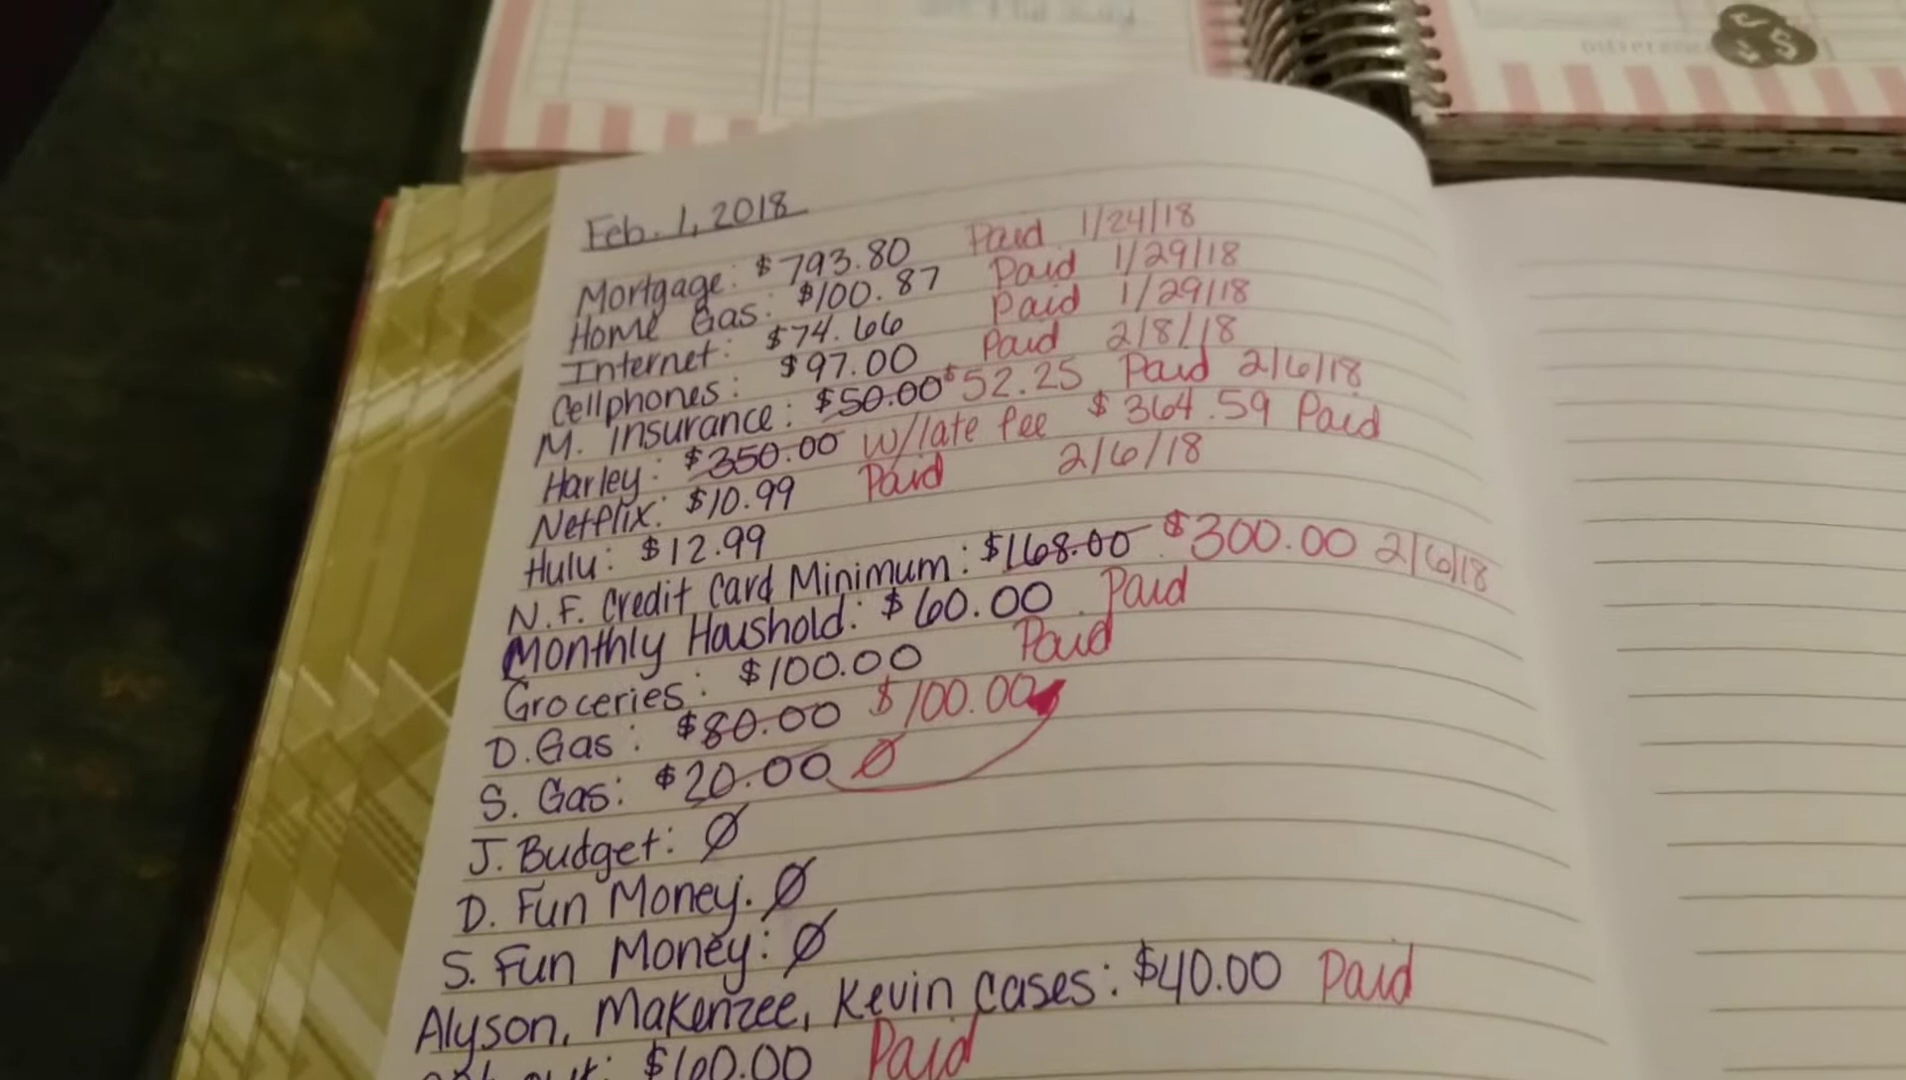 Feb. 1, 2018
Mortgage: $793.80 Paid 1/24/18
Home Gas: $100.87 Paid 1/29/18
Internet: $74.66 Paid 1/29/18
Cellphones: $97.00 Paid 2/8/18
M. Insurance: $50.00 $52.25 Paid 2/6/18
Harley: $350.00 w/late fee $364.59 Paid
Netflix: $10.99 Paid 2/6/18
Hulu: $12.99
N.F. Credit Card Minimum: $168.00 $300.00 2/6/18
Monthly Haushold: $60.00 Paid
Groceries: $100.00 Paid
D. Gas: $80.00 $100.00
S. Gas: $20.00 Ø
J. Budget: Ø
D. Fun Money: Ø
S. Fun Money: Ø
Alyson, Makenzee, Kevin cases: $40.00 Paid
$60.00 Paid